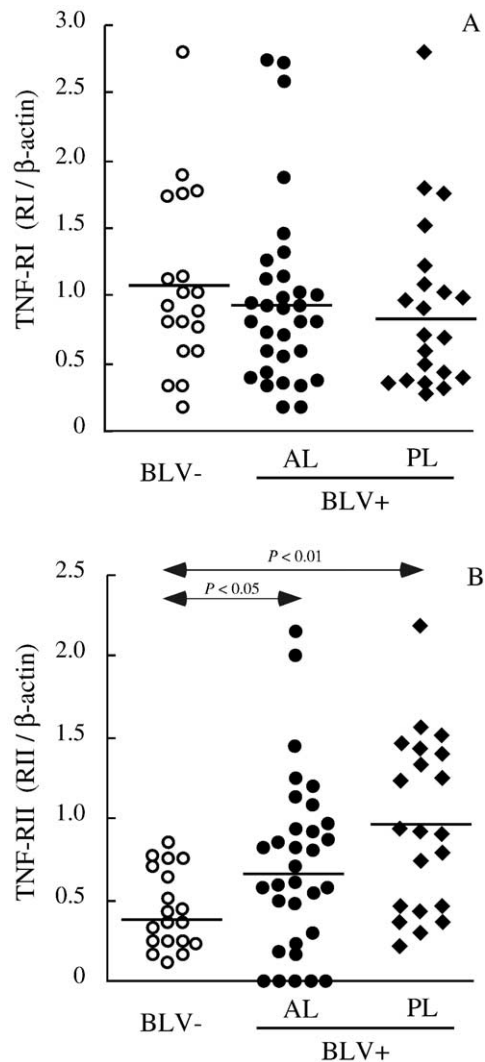 A
3.0
2.5
2.0
1.5
1.0
0.5
0
TNF-RI (RI / β-actin)
BLV-
AL
PL
BLV+
B
P < 0.01
P < 0.05
2.5
2.0
1.5
1.0
0.5
0
TNF-RII (RII / β-actin)
BLV-
AL
PL
BLV+